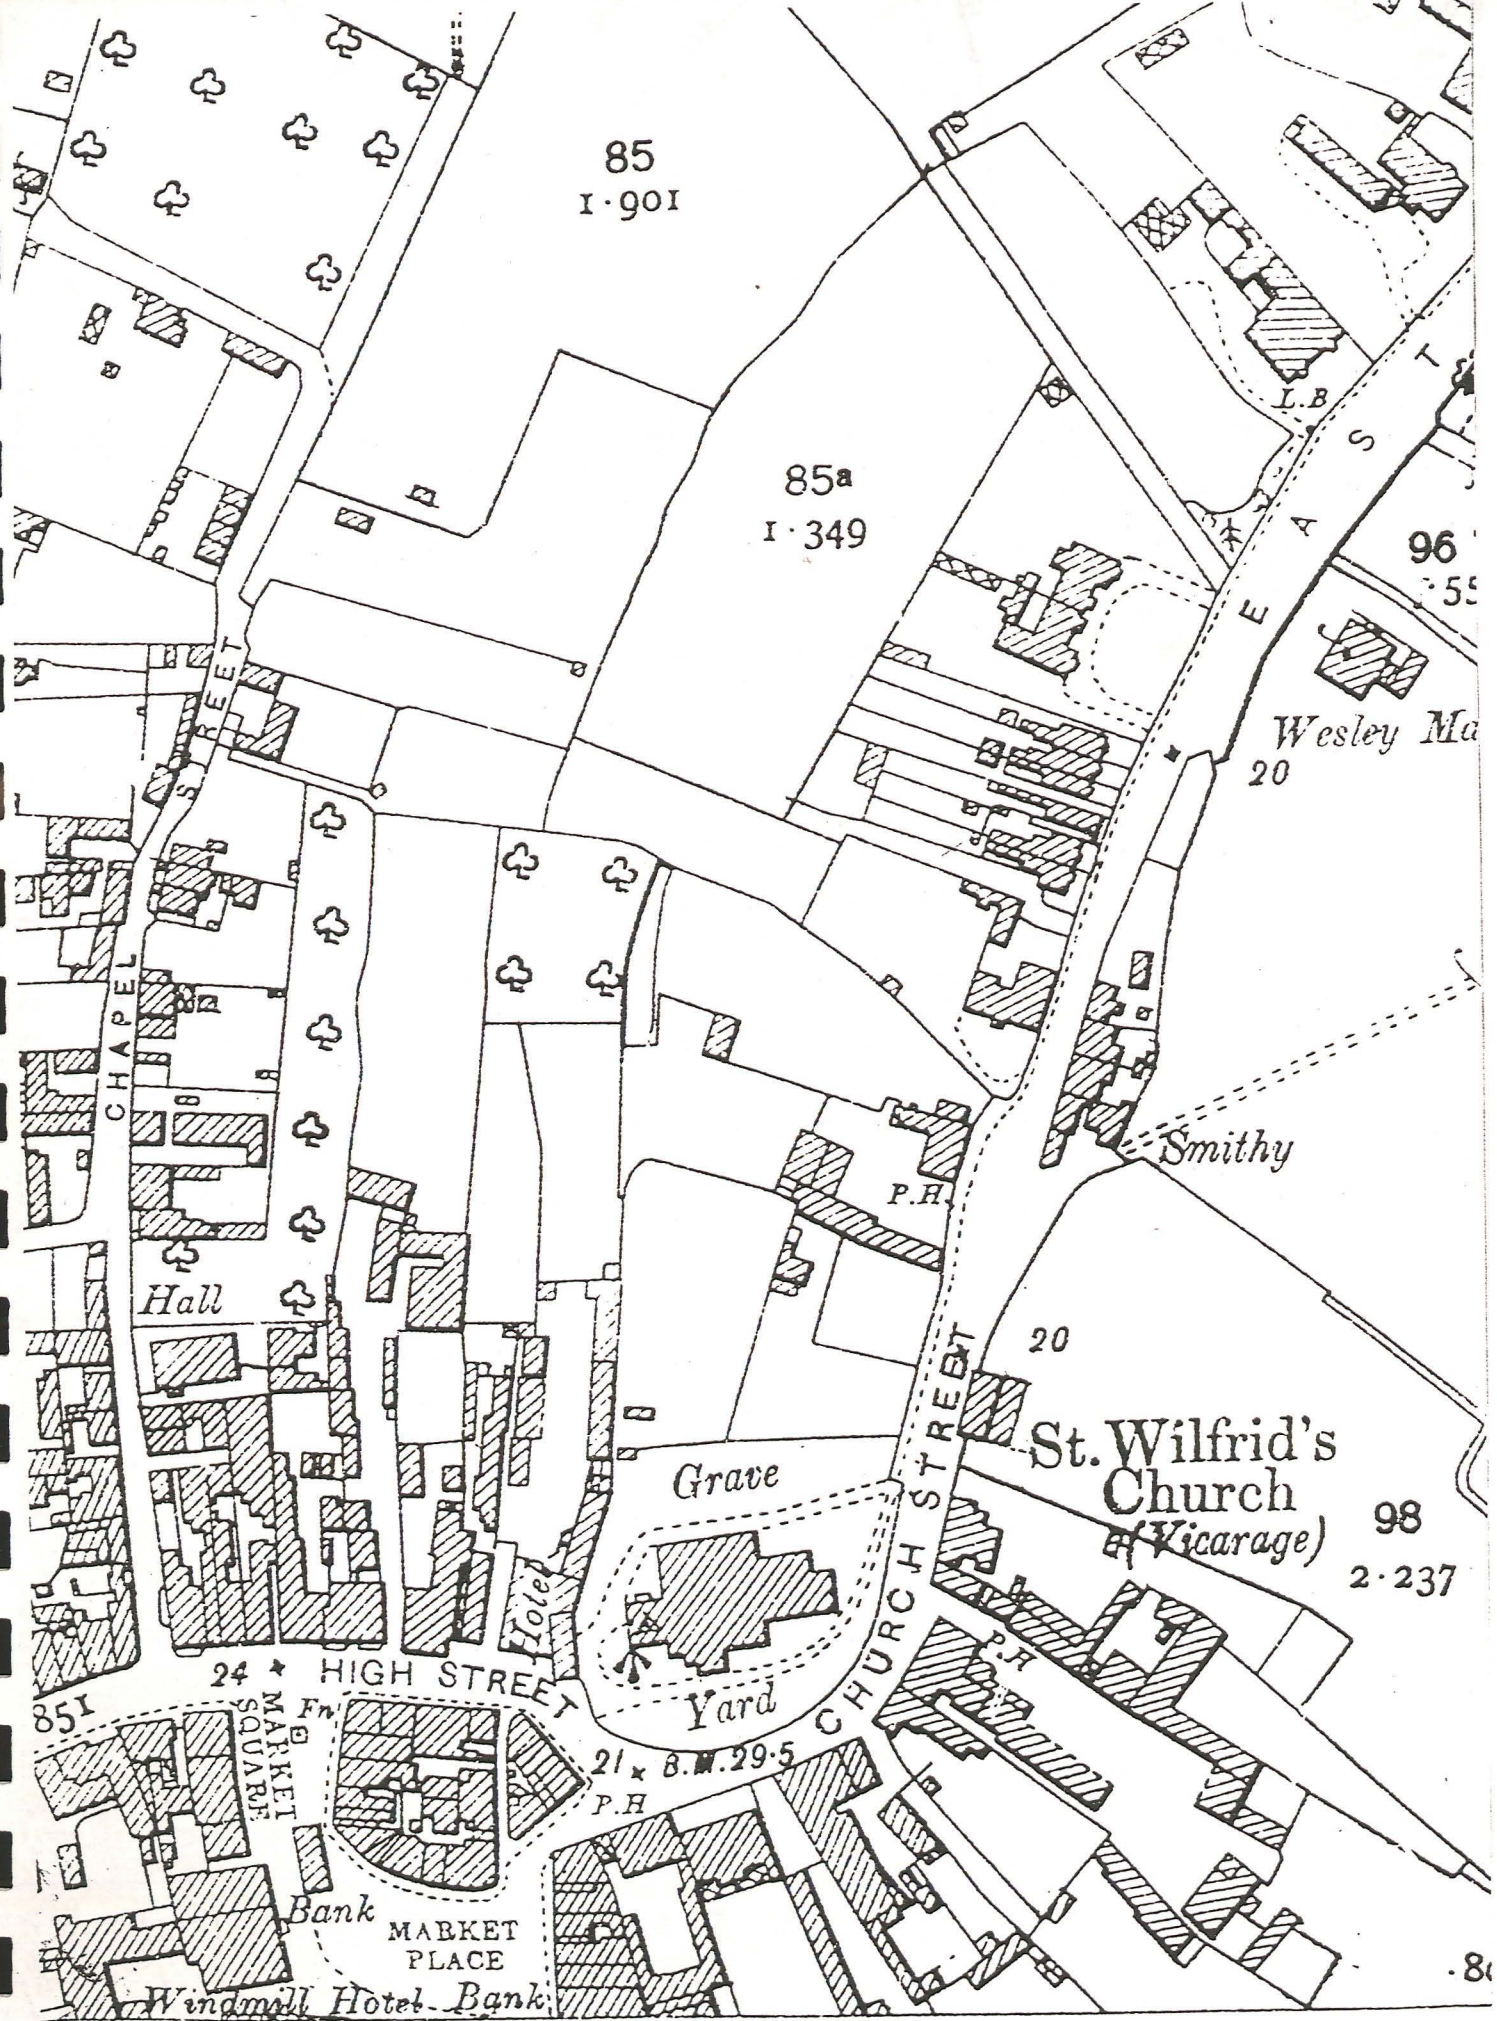 85
1·901
L.B
EAST
85a
1·349
96
Wesley
20
STREET
CHAPEL
Smithy
P.H.
Hall
20
St. Wilfrid's
Church
(Vicarage)
98
2·237
Grave
Yard
CHURCH STREET
Hotel
P.H
24
HIGH STREET
851
MARKET
SQUARE
Fn
21
B.M.29·5
P.H
Bank
MARKET
PLACE
Windmill Hotel
Bank